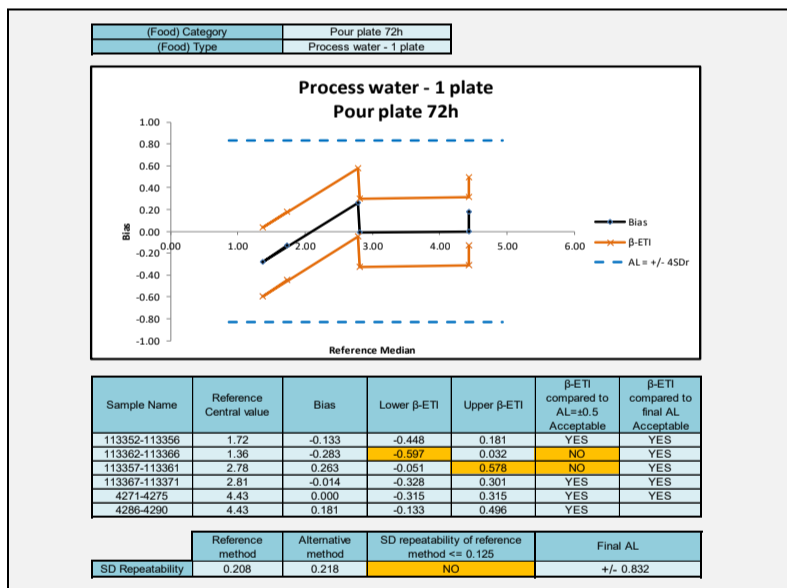 (Food) Category Pour plate 72h
(Food) Type Process water - 1 plate
Process water - 1 plate
Pour plate 72h
1.00
0.80
0.60
0.40
0.20
0.00
-0.20
-0.40
-0.60
-0.80
-1.00
Bias
0.00 1.00 2.00 3.00 4.00 5.00 6.00
Reference Median
Bias
β-ETI
AL = +/- 4SDr
Sample Name Reference Central value Bias Lower β-ETI Upper β-ETI β-ETI compared to AL=±0.5 Acceptable β-ETI compared to final AL Acceptable
113352-113356 1.72 -0.133 -0.448 0.181 YES YES
113362-113366 1.36 -0.283 -0.597 0.032 NO YES
113357-113361 2.78 0.263 -0.051 0.578 NO YES
113367-113371 2.81 -0.014 -0.328 0.301 YES YES
4271-4275 4.43 0.000 -0.315 0.315 YES YES
4286-4290 4.43 0.181 -0.133 0.496 YES
Reference method Alternative method SD repeatability of reference method <= 0.125 Final AL
SD Repeatability 0.208 0.218 NO +/- 0.832